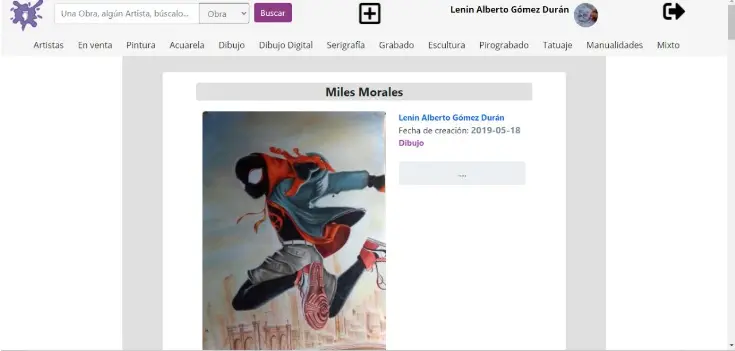 Una Obra, algún Artista, búscalo... Obra Buscar Lenin Alberto Gómez Durán
Artistas En venta Pintura Acuarela Dibujo Dibujo Digital Serigrafía Grabado Escultura Pirograbado Tatuaje Manualidades Mixto
Miles Morales
Lenin Alberto Gómez Durán
Fecha de creación: 2019-05-18
Dibujo
...